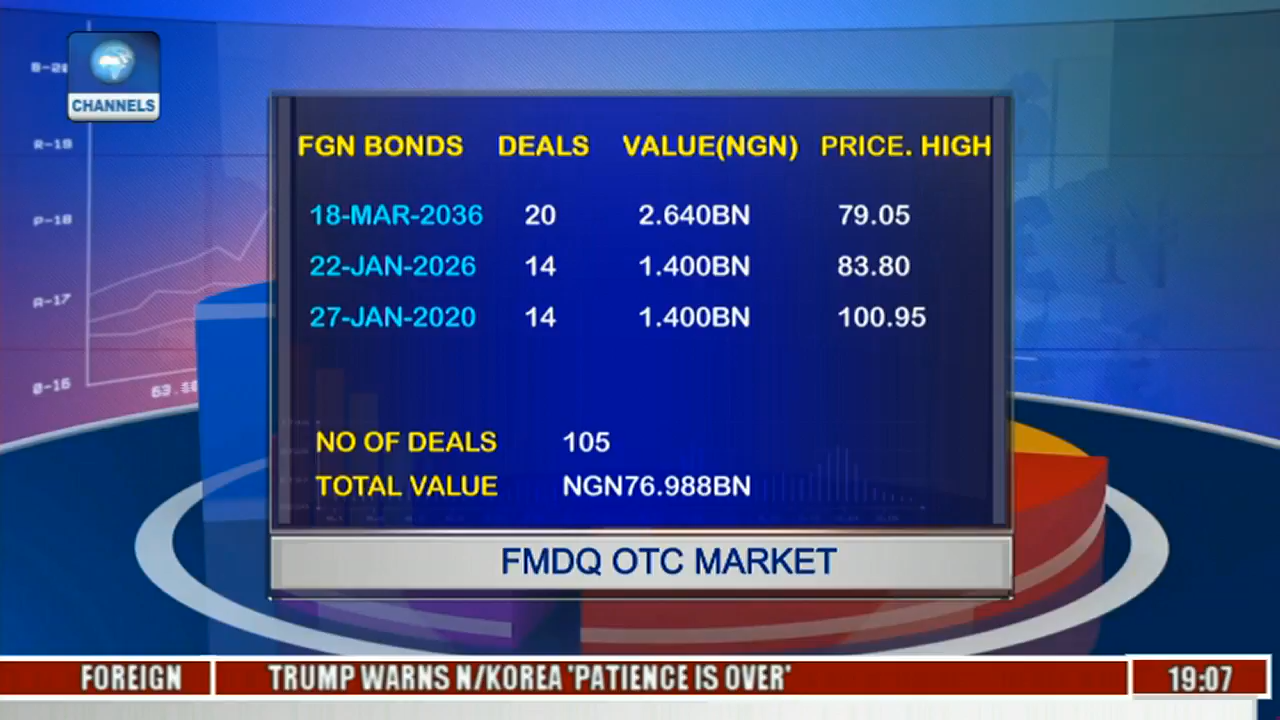 CHANNELS
FGN BONDS DEALS VALUE(NGN) PRICE. HIGH
18-MAR-2036 20 2.640BN 79.05
22-JAN-2026 14 1.400BN 83.80
27-JAN-2020 14 1.400BN 100.95
NO OF DEALS 105
TOTAL VALUE NGN76.988BN
FMDQ OTC MARKET
FOREIGN TRUMP WARNS N/KOREA 'PATIENCE IS OVER' 19:07